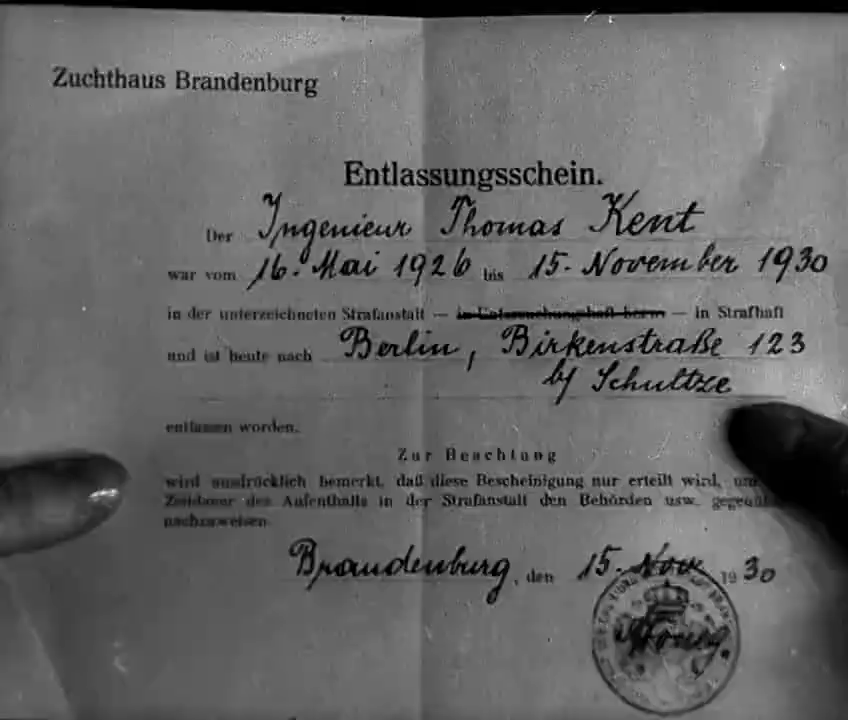 Zuchthaus Brandenburg
Entlassungsschein.
Der Ingenieur Thomas Kent
war vom 16. Mai 1926 bis 15. November 1930
in der unterzeichneten Strafanstalt — in Untersuchungshaft bezw. — in Strafhaft
und ist heute nach Berlin, Birkenstraße 123
by Schultze
entlassen worden.
Zur Beachtung
wird ausdrücklich bemerkt, daß diese Bescheinigung nur erteilt wird, um
Zeitdauer des Aufenthalts in der Strafanstalt den Behörden usw.
nachzuweisen
Brandenburg, den 15. Nov. 1930